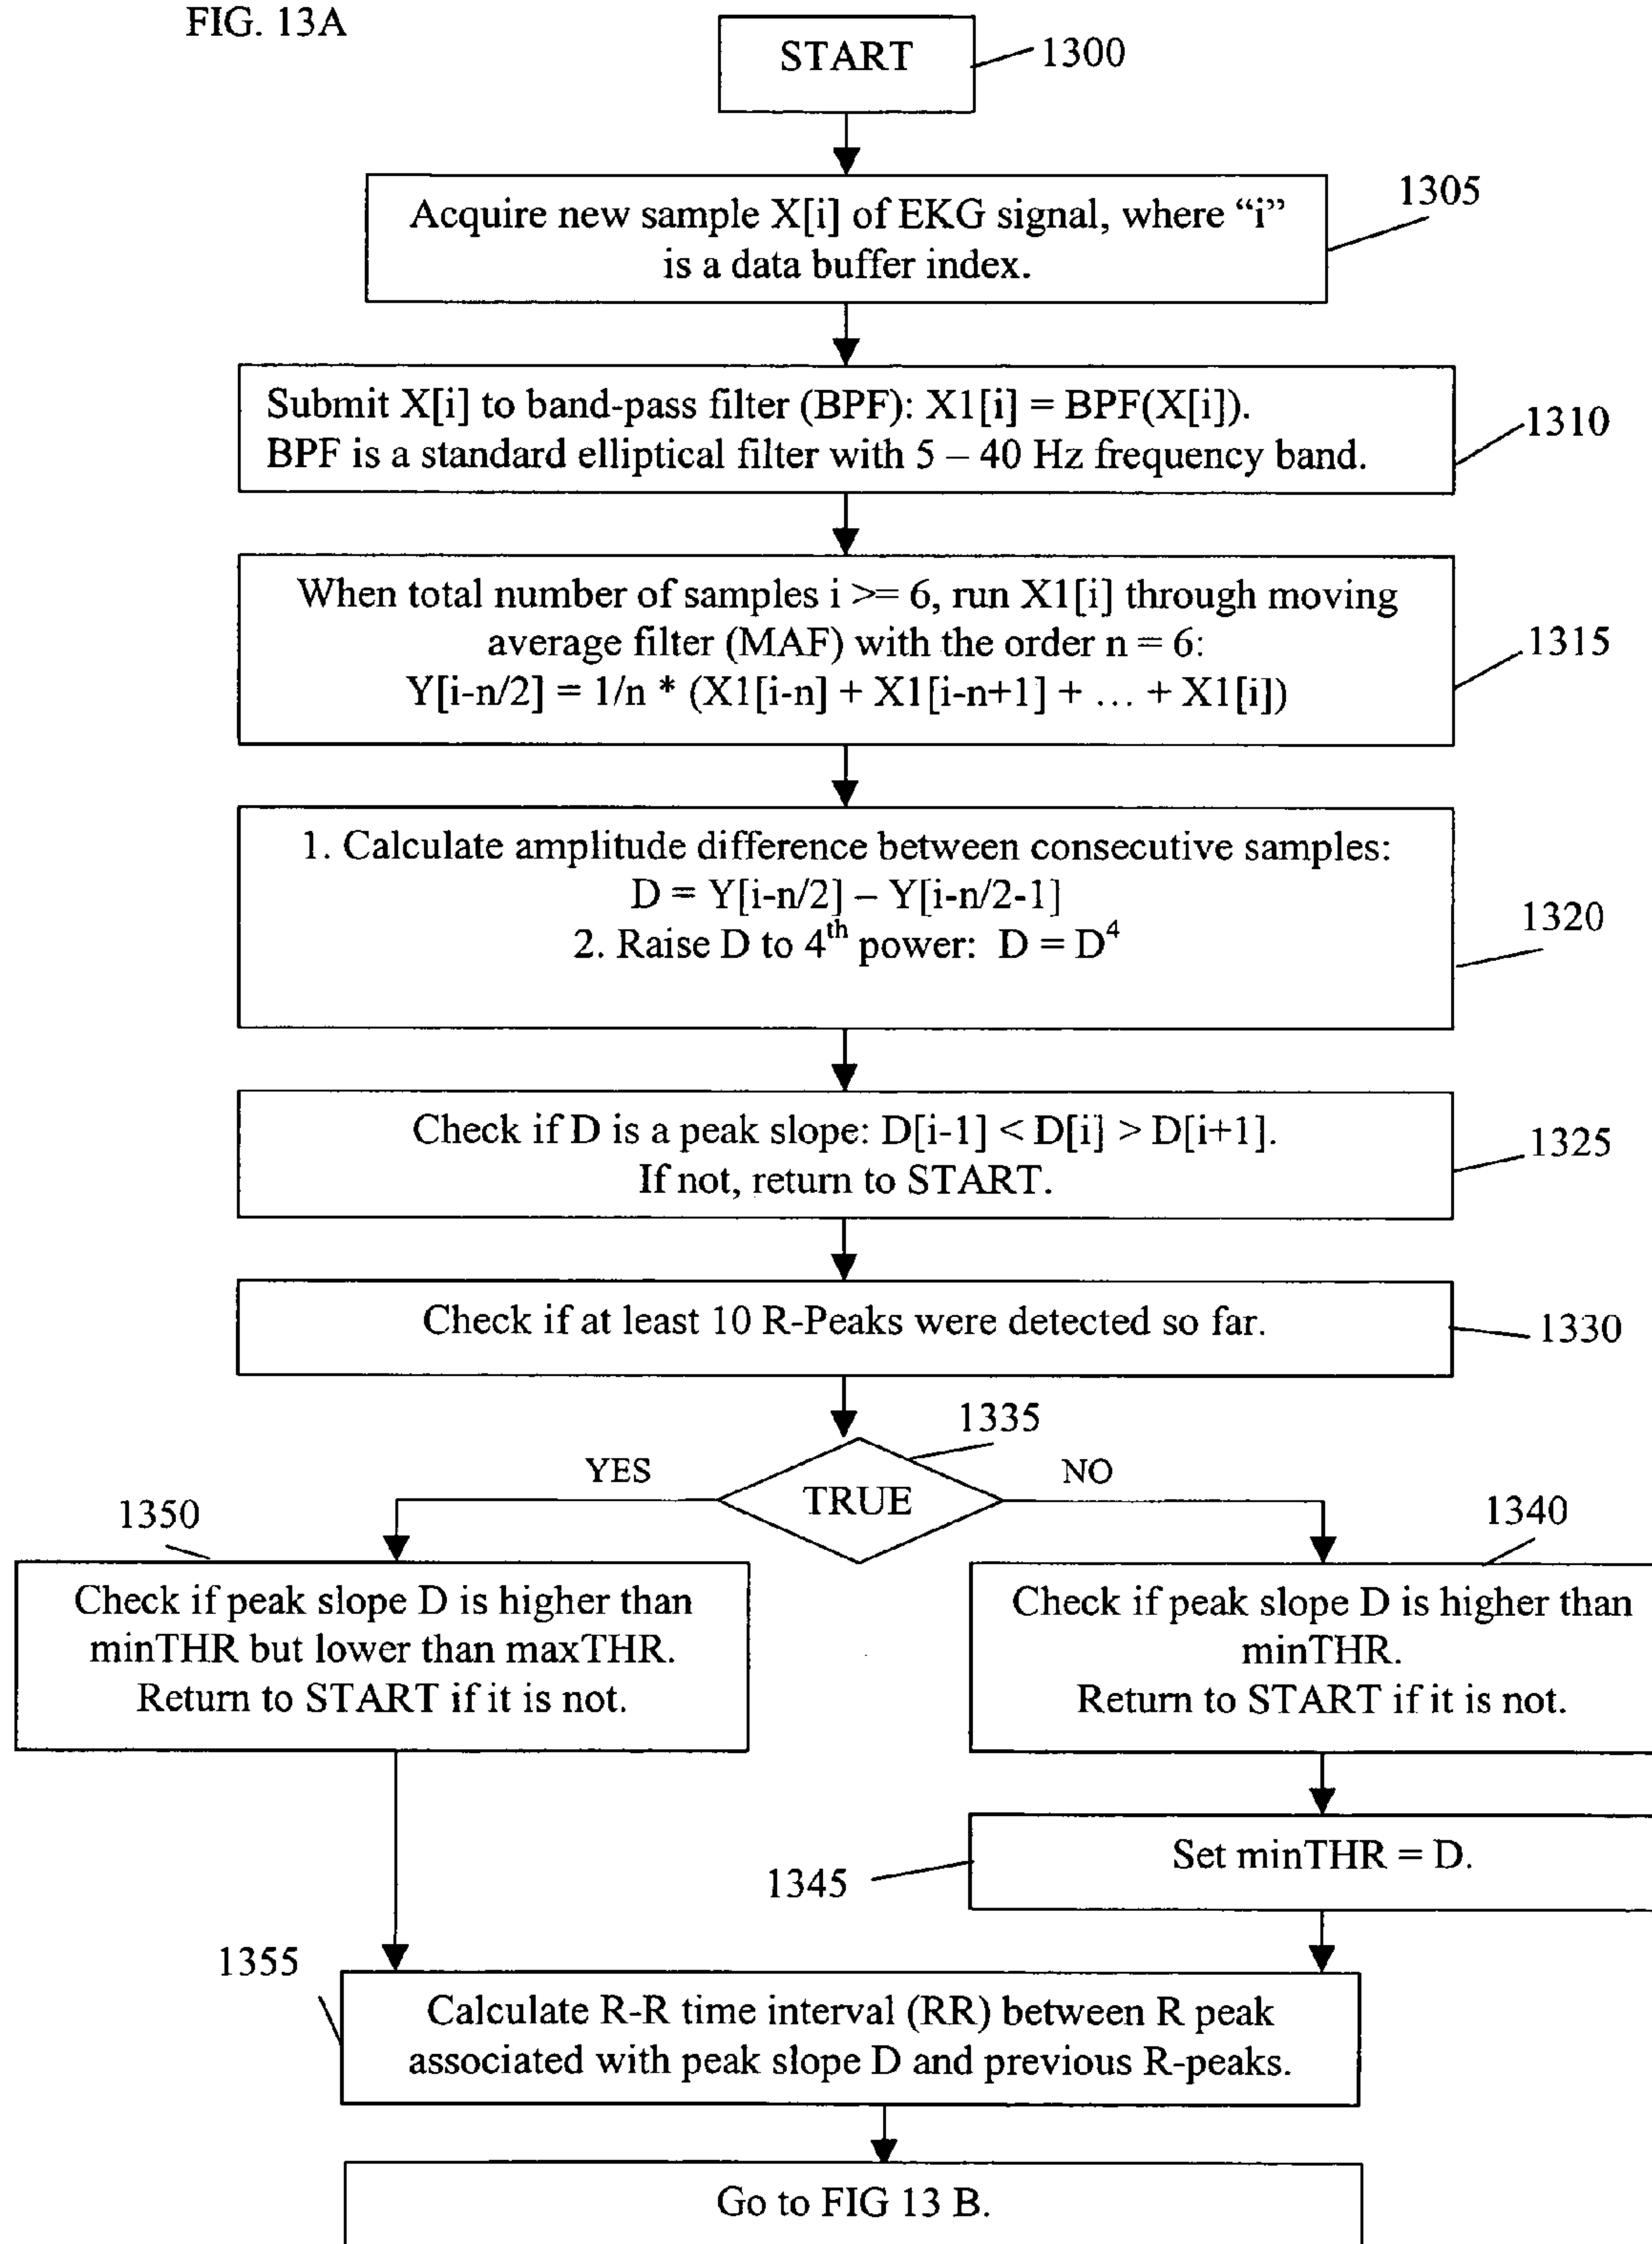 FIG. 13A
START
1300
Acquire new sample X[i] of EKG signal, where “i”
is a data buffer index.
1305
Submit X[i] to band-pass filter (BPF): X1[i] = BPF(X[i]).
BPF is a standard elliptical filter with 5 – 40 Hz frequency band.
1310
When total number of samples i >= 6, run X1[i] through moving
average filter (MAF) with the order n = 6:
Y[i-n/2] = 1/n * (X1[i-n] + X1[i-n+1] + … + X1[i])
1315
1. Calculate amplitude difference between consecutive samples:
D = Y[i-n/2] – Y[i-n/2-1]
2. Raise D to 4th power: D = D⁴
1320
Check if D is a peak slope: D[i-1] < D[i] > D[i+1].
If not, return to START.
1325
Check if at least 10 R-Peaks were detected so far.
1330
1335
YES
TRUE
NO
1350
Check if peak slope D is higher than
minTHR but lower than maxTHR.
Return to START if it is not.
1340
Check if peak slope D is higher than
minTHR.
Return to START if it is not.
Set minTHR = D.
1345
1355
Calculate R-R time interval (RR) between R peak
associated with peak slope D and previous R-peaks.
Go to FIG 13 B.